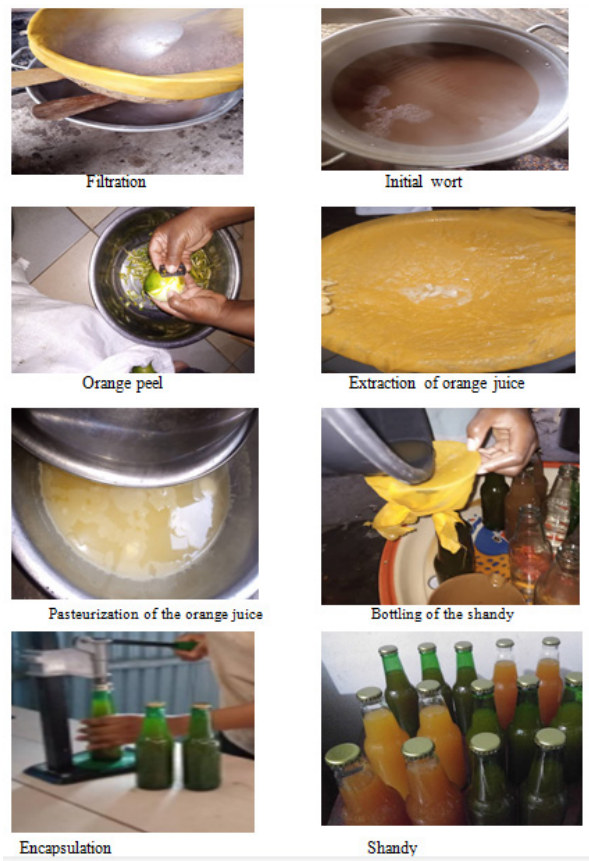 Filtration
Initial wort
Orange peel
Extraction of orange juice
Pasteurization of the orange juice
Bottling of the shandy
Encapsulation
Shandy